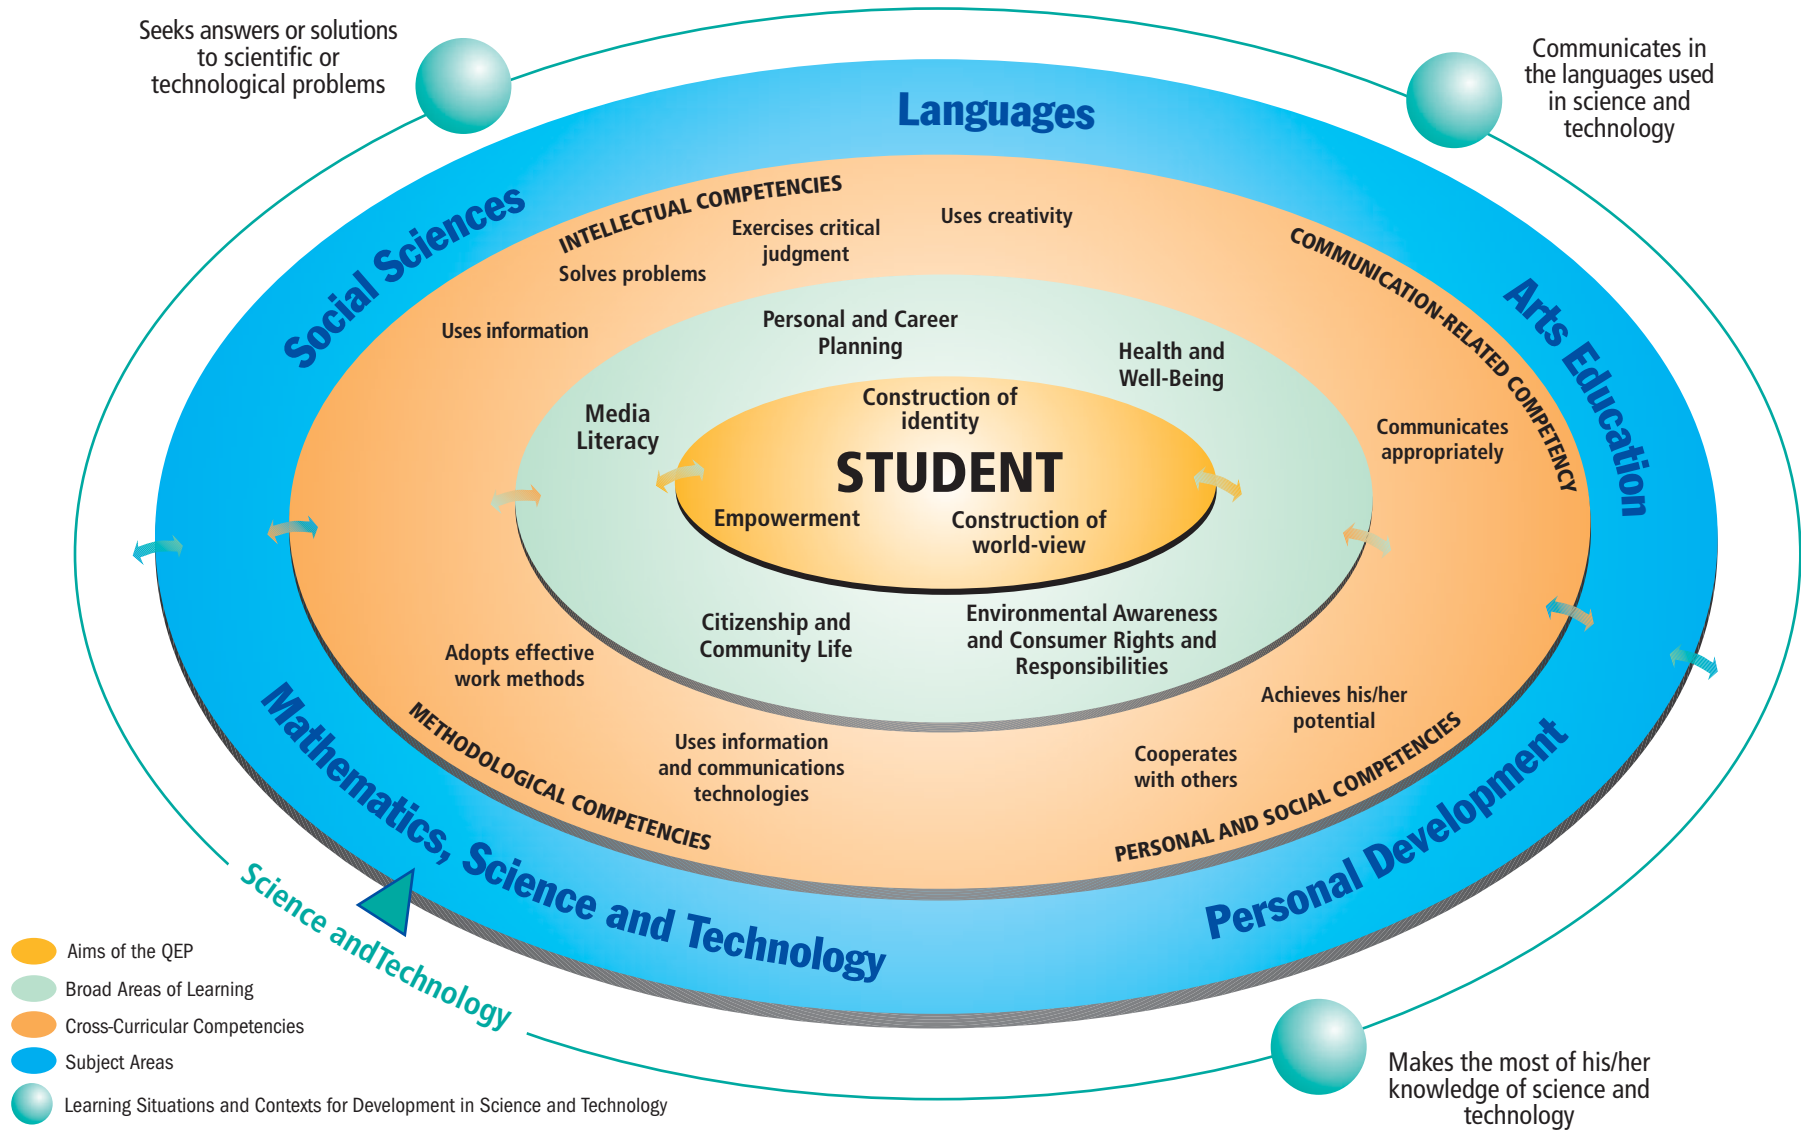 Seeks answers or solutions
to scientific or
technological problems
Communicates in
the languages used
in science and
technology
Languages
Social Sciences
Arts Education
INTELLECTUAL COMPETENCIES
Exercises critical
judgment
Uses creativity
Solves problems
Uses information
COMMUNICATION-RELATED COMPETENCY
Communicates
appropriately
Personal and Career
Planning
Health and
Well-Being
Media
Literacy
Construction of
identity
STUDENT
Empowerment
Construction of
world-view
Citizenship and
Community Life
Environmental Awareness
and Consumer Rights and
Responsibilities
Adopts effective
work methods
METHODOLOGICAL COMPETENCIES
Uses information
and communications
technologies
Achieves his/her
potential
Cooperates
with others
PERSONAL AND SOCIAL COMPETENCIES
Mathematics, Science and Technology
Personal Development
Science andTechnology
Aims of the QEP
Broad Areas of Learning
Cross-Curricular Competencies
Subject Areas
Learning Situations and Contexts for Development in Science and Technology
Makes the most of his/her
knowledge of science and
technology